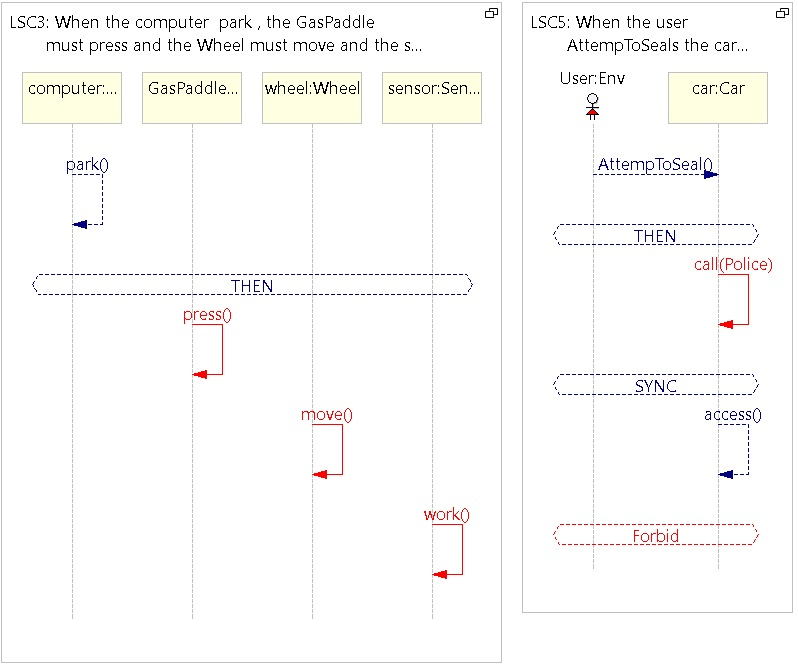 LSC3: When the computer park , the GasPaddle
must press and the Wheel must move and the s...
computer:...
GasPaddle...
wheel:Wheel
sensor:Sen...
park()
THEN
press()
move()
work()
LSC5: When the user
AttempToSeals the car...
User:Env
car:Car
AttempToSeal()
THEN
call(Police)
SYNC
access()
Forbid